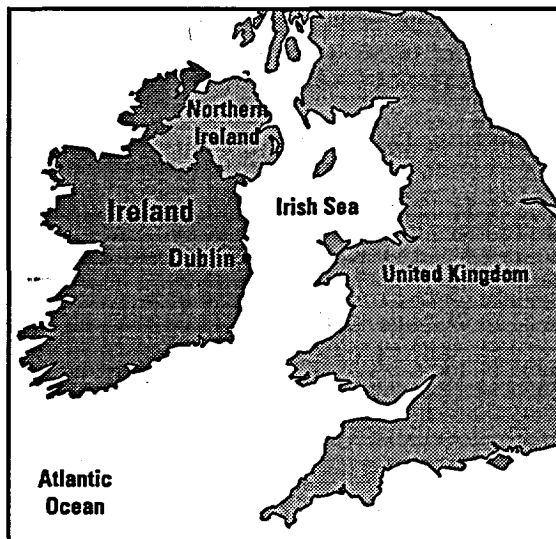 Northern
Ireland
Ireland
Irish Sea
Dublin
United Kingdom
Atlantic
Ocean